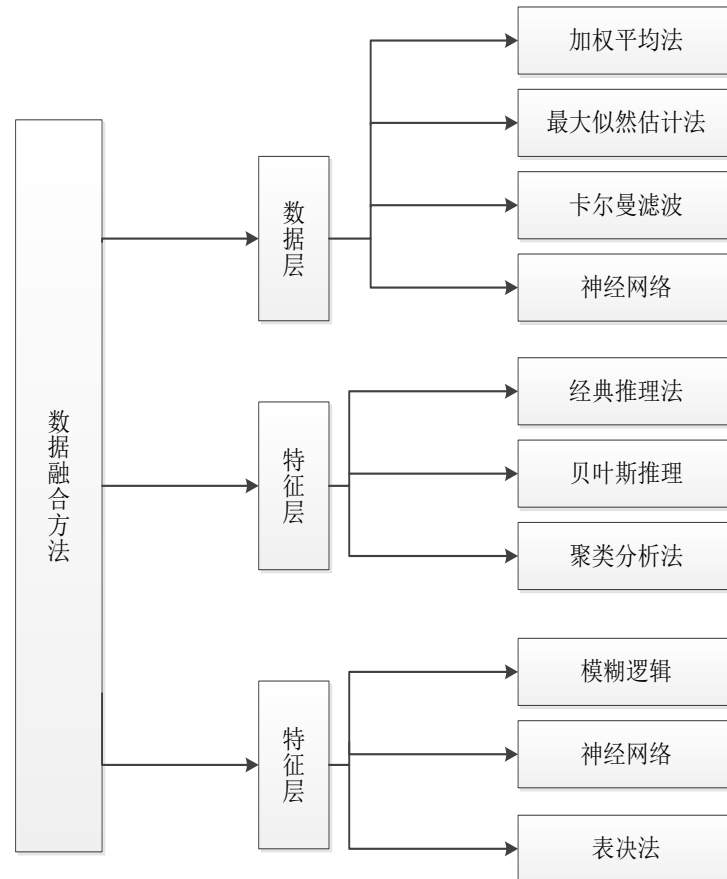 数据融合方法
数据层
加权平均法
最大似然估计法
卡尔曼滤波
神经网络
特征层
经典推理法
贝叶斯推理
聚类分析法
特征层
模糊逻辑
神经网络
表决法